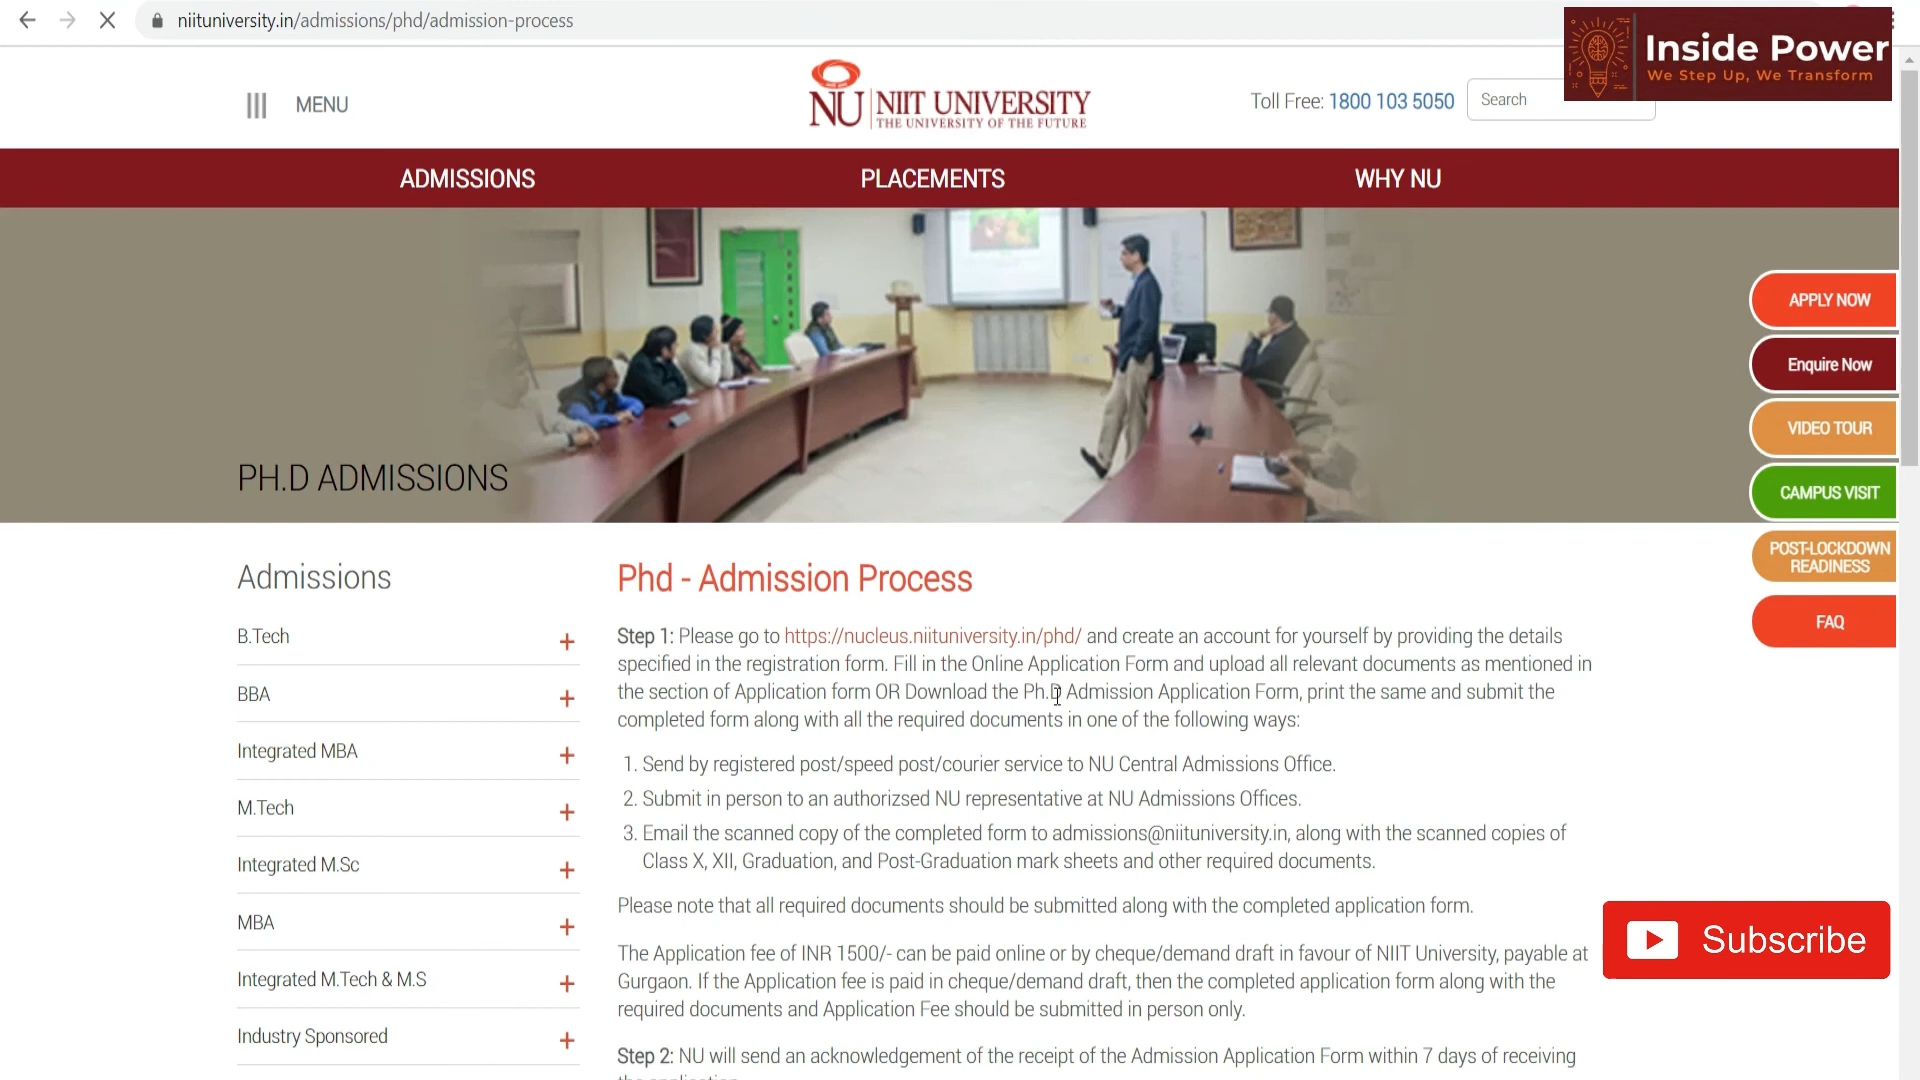 niituniversity.in/admissions/phd/admission-process
Inside Power
We Step Up, We Transform
MENU
NU NIIT UNIVERSITY
THE UNIVERSITY OF THE FUTURE
Toll Free: 1800 103 5050
Search
ADMISSIONS
PLACEMENTS
WHY NU
APPLY NOW
Enquire Now
VIDEO TOUR
CAMPUS VISIT
POST-LOCKDOWN
READINESS
FAQ
PH.D ADMISSIONS
Admissions
B.Tech
BBA
Integrated MBA
M.Tech
Integrated M.Sc
MBA
Integrated M.Tech & M.S
Industry Sponsored
Phd - Admission Process
Step 1: Please go to https://nucleus.niituniversity.in/phd/ and create an account for yourself by providing the details
specified in the registration form. Fill in the Online Application Form and upload all relevant documents as mentioned in
the section of Application form OR Download the Ph.D Admission Application Form, print the same and submit the
completed form along with all the required documents in one of the following ways:
1. Send by registered post/speed post/courier service to NU Central Admissions Office.
2. Submit in person to an authorizsed NU representative at NU Admissions Offices.
3. Email the scanned copy of the completed form to admissions@niituniversity.in, along with the scanned copies of
Class X, XII, Graduation, and Post-Graduation mark sheets and other required documents.
Please note that all required documents should be submitted along with the completed application form.
The Application fee of INR 1500/- can be paid online or by cheque/demand draft in favour of NIIT University, payable at
Gurgaon. If the Application fee is paid in cheque/demand draft, then the completed application form along with the
required documents and Application Fee should be submitted in person only.
Step 2: NU will send an acknowledgement of the receipt of the Admission Application Form within 7 days of receiving
Subscribe